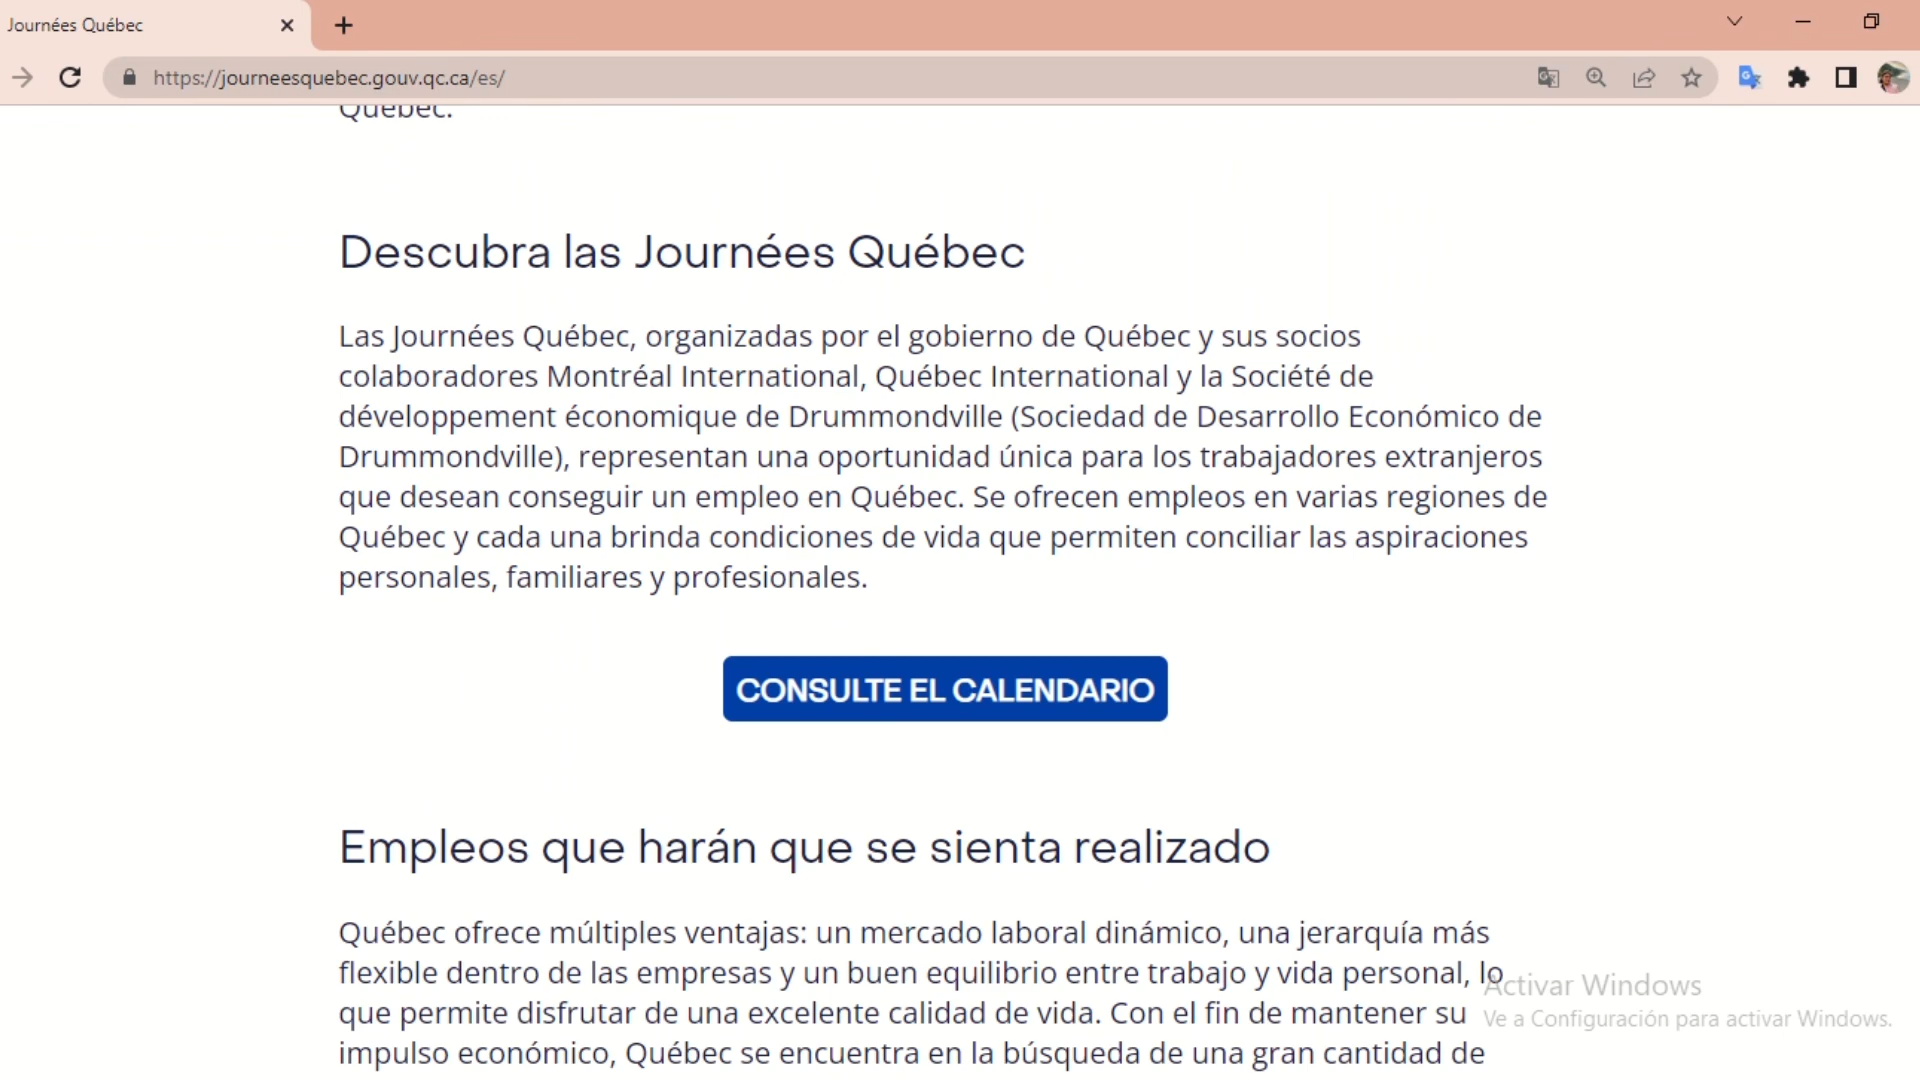 Journées Québec
https://journeesquebec.gouv.qc.ca/es/
Québec.
Descubra las Journées Québec
Las Journées Québec, organizadas por el gobierno de Québec y sus socios
colaboradores Montréal International, Québec International y la Société de
développement économique de Drummondville (Sociedad de Desarrollo Económico de
Drummondville), representan una oportunidad única para los trabajadores extranjeros
que desean conseguir un empleo en Québec. Se ofrecen empleos en varias regiones de
Québec y cada una brinda condiciones de vida que permiten conciliar las aspiraciones
personales, familiares y profesionales.
CONSULTE EL CALENDARIO
Empleos que harán que se sienta realizado
Québec ofrece múltiples ventajas: un mercado laboral dinámico, una jerarquía más
flexible dentro de las empresas y un buen equilibrio entre trabajo y vida personal, lo
que permite disfrutar de una excelente calidad de vida. Con el fin de mantener su
impulso económico, Québec se encuentra en la búsqueda de una gran cantidad de
Activar Windows
Ve a Configuración para activar Windows.